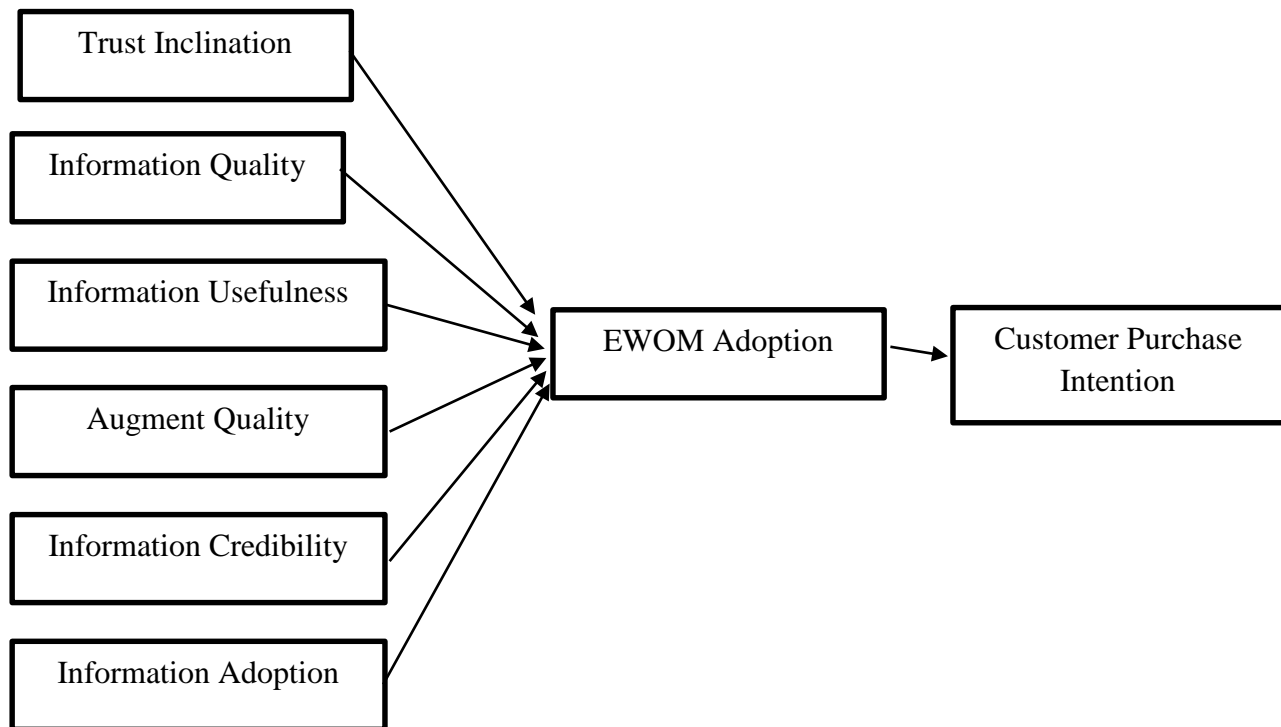 Trust Inclination
Information Quality
Information Usefulness
Augment Quality
Information Credibility
Information Adoption
EWOM Adoption
Customer Purchase
Intention